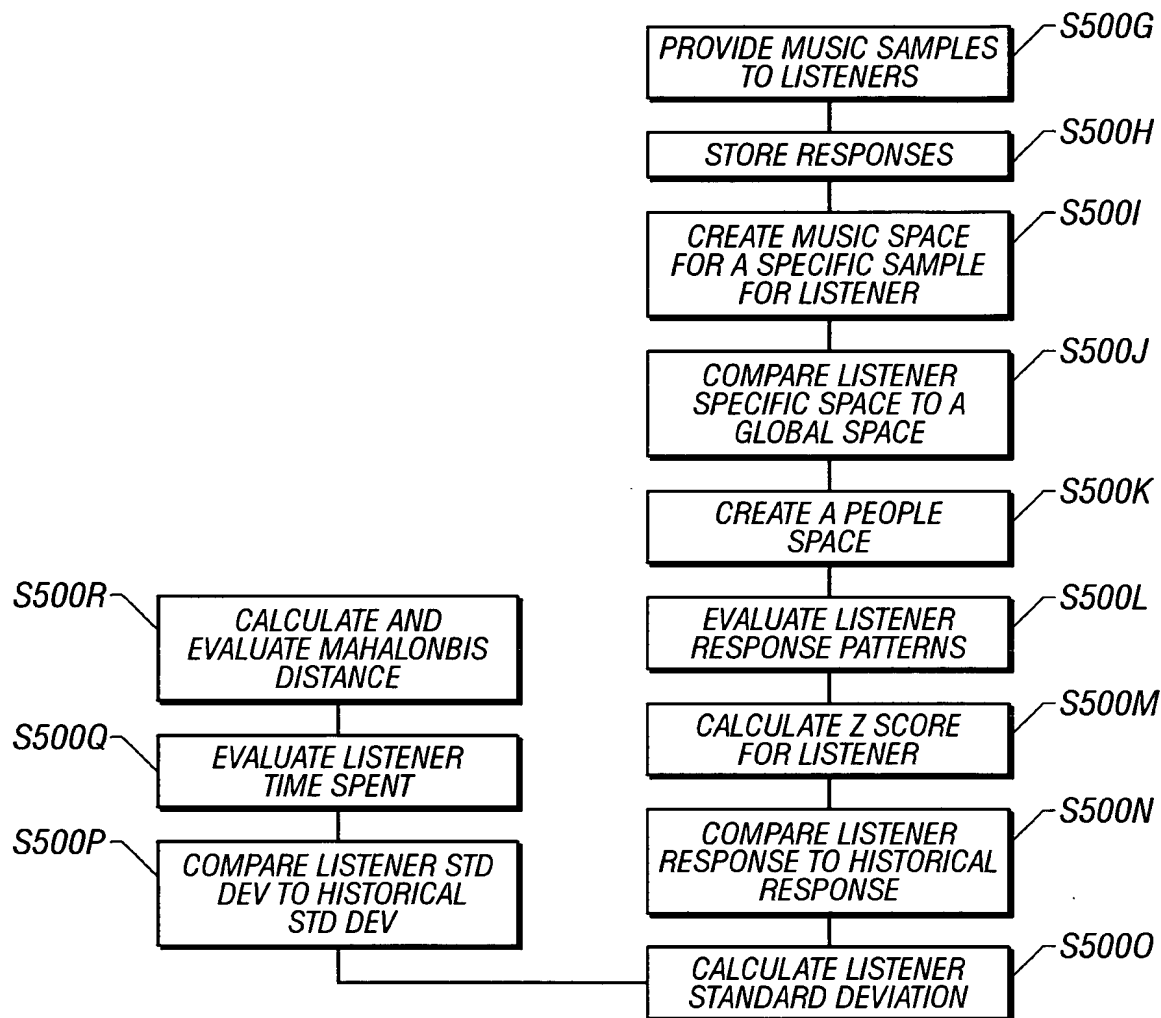 S500G
PROVIDE MUSIC SAMPLES
TO LISTENERS
S500H
STORE RESPONSES
S500I
CREATE MUSIC SPACE
FOR A SPECIFIC SAMPLE
FOR LISTENER
S500J
COMPARE LISTENER
SPECIFIC SPACE TO A
GLOBAL SPACE
S500K
CREATE A PEOPLE
SPACE
S500L
EVALUATE LISTENER
RESPONSE PATTERNS
S500M
CALCULATE Z SCORE
FOR LISTENER
S500N
COMPARE LISTENER
RESPONSE TO HISTORICAL
RESPONSE
S500O
CALCULATE LISTENER
STANDARD DEVIATION
S500P
COMPARE LISTENER STD
DEV TO HISTORICAL
STD DEV
S500Q
EVALUATE LISTENER
TIME SPENT
S500R
CALCULATE AND
EVALUATE MAHALONBIS
DISTANCE